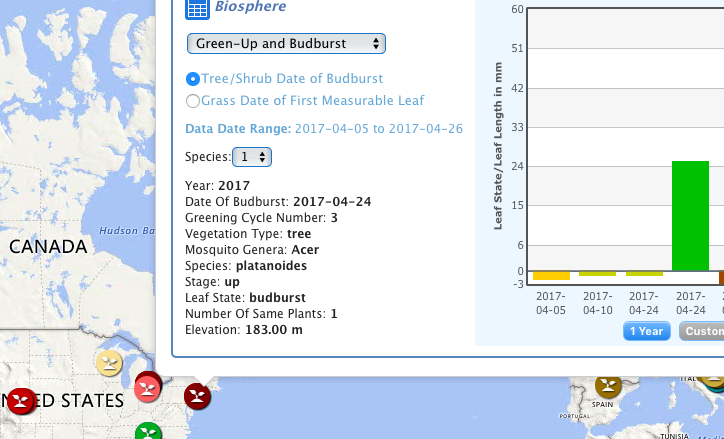 Biosphere
Green-Up and Budburst
Tree/Shrub Date of Budburst
Grass Date of First Measurable Leaf
Data Date Range: 2017-04-05 to 2017-04-26
Species: 1
Year: 2017
Date Of Budburst: 2017-04-24
Greening Cycle Number: 3
Vegetation Type: tree
Mosquito Genera: Acer
Species: platanoides
Stage: up
Leaf State: budburst
Number Of Same Plants: 1
Elevation: 183.00 m
Leaf State/Leaf Length in mm
60
51
42
33
24
15
6
0
-3
2017-04-05
2017-04-10
2017-04-24
2017-04-24
1 Year
Custom
Hudson Ba
CANADA
ED STATES
SPAIN
PORTUGAL
ITAL
TUNISIA